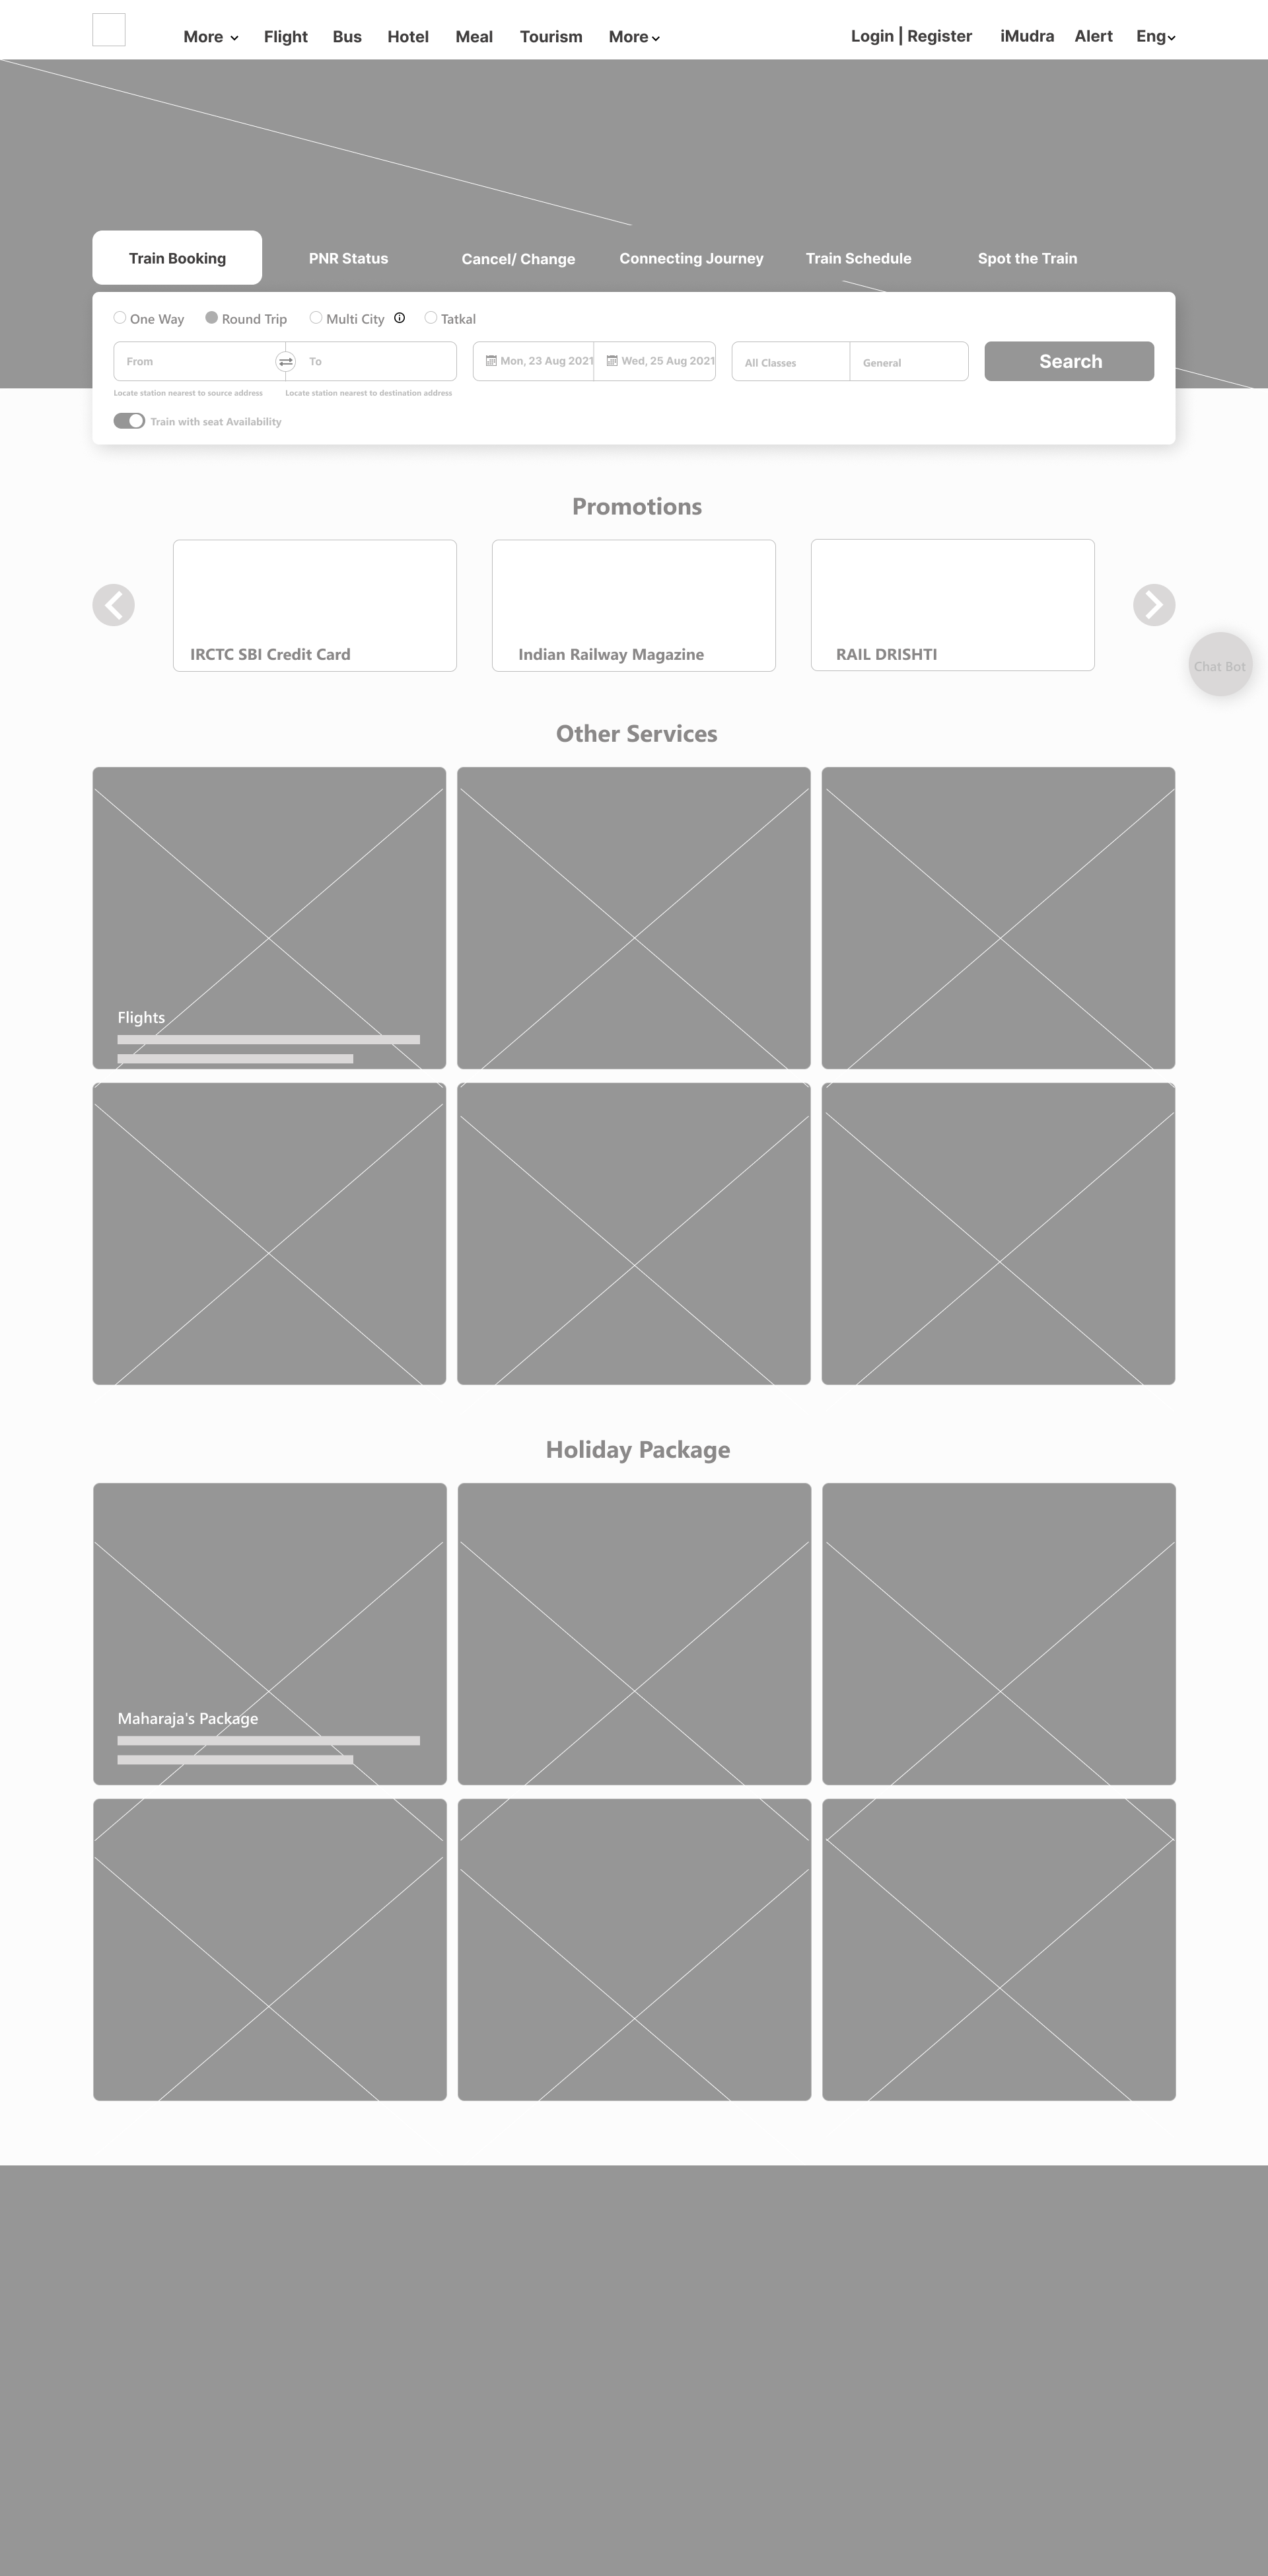 More Flight Bus Hotel Meal Tourism More Login | Register iMudra Alert Eng
Train Booking PNR Status Cancel/ Change Connecting Journey Train Schedule Spot the Train
One Way Round Trip Multi City Tatkal
From To Mon, 23 Aug 2021 Wed, 25 Aug 2021 All Classes General Search
Locate station nearest to source address Locate station nearest to destination address
Train with seat Availability
Promotions
IRCTC SBI Credit Card Indian Railway Magazine RAIL DRISHTI
Chat Bot
Other Services
Flights
Holiday Package
Maharaja's Package